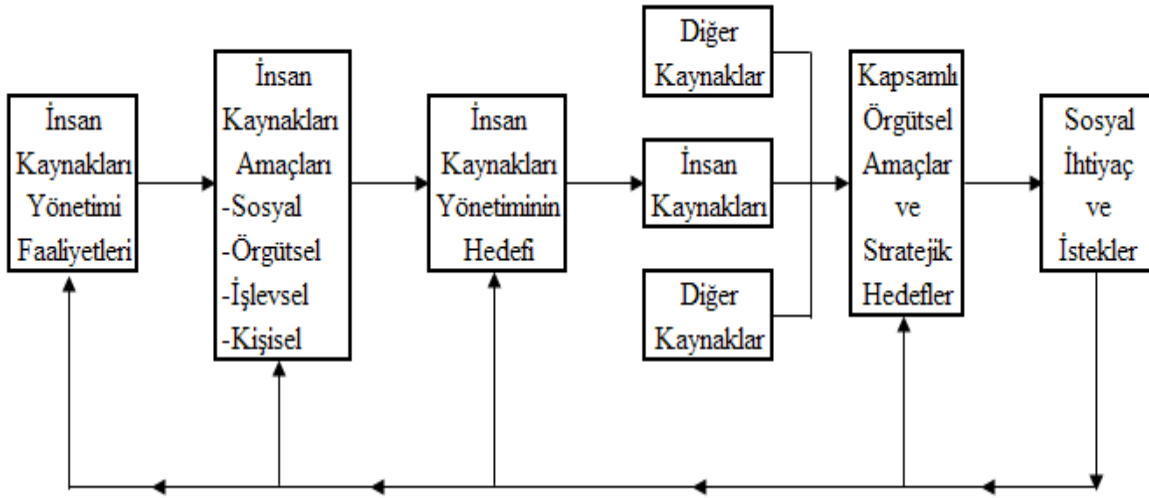 İnsan
Kaynakları
Yönetimi
Faaliyetleri
İnsan
Kaynakları
Amaçları
-Sosyal
-Örgütsel
-İşlevsel
-Kişisel
İnsan
Kaynakları
Yönetiminin
Hedefi
Diğer
Kaynaklar
İnsan
Kaynakları
Diğer
Kaynaklar
Kapsamlı
Örgütsel
Amaçlar
ve
Stratejik
Hedefler
Sosyal
İhtiyaç
ve
İstekler